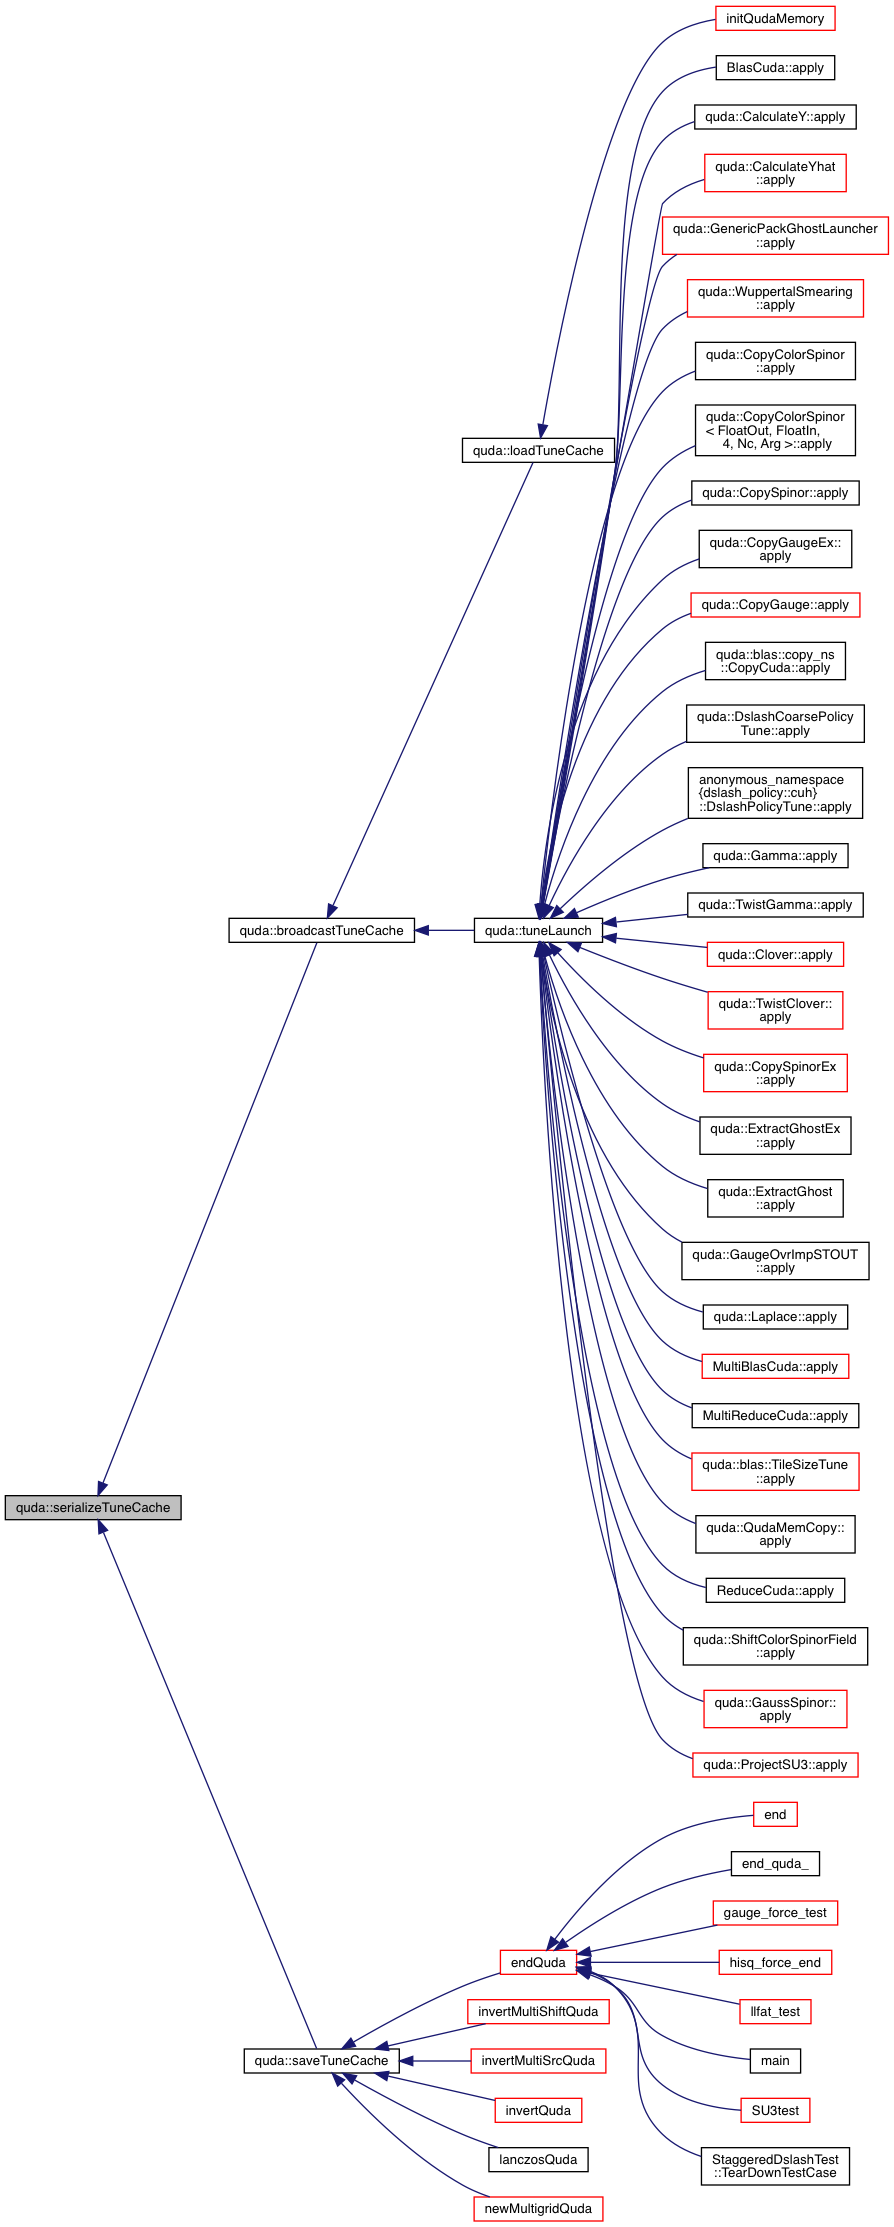 initQudaMemory
BlasCuda::apply
quda::CalculateY::apply
quda::CalculateYhat
::apply
quda::GenericPackGhostLauncher
::apply
quda::WuppertalSmearing
::apply
quda::CopyColorSpinor
::apply
quda::CopyColorSpinor
< FloatOut, FloatIn,
4, Nc, Arg >::apply
quda::loadTuneCache
quda::CopySpinor::apply
quda::CopyGaugeEx::
apply
quda::CopyGauge::apply
quda::blas::copy_ns
::CopyCuda::apply
quda::DslashCoarsePolicy
Tune::apply
anonymous_namespace
{dslash_policy::cuh}
::DslashPolicyTune::apply
quda::Gamma::apply
quda::TwistGamma::apply
quda::broadcastTuneCache
quda::tuneLaunch
quda::Clover::apply
quda::TwistClover::
apply
quda::CopySpinorEx
::apply
quda::ExtractGhostEx
::apply
quda::ExtractGhost
::apply
quda::GaugeOvrImpSTOUT
::apply
quda::Laplace::apply
MultiBlasCuda::apply
MultiReduceCuda::apply
quda::blas::TileSizeTune
::apply
quda::serializeTuneCache
quda::QudaMemCopy::
apply
ReduceCuda::apply
quda::ShiftColorSpinorField
::apply
quda::GaussSpinor::
apply
quda::ProjectSU3::apply
end
end_quda_
gauge_force_test
endQuda
hisq_force_end
invertMultiShiftQuda
llfat_test
quda::saveTuneCache
invertMultiSrcQuda
main
invertQuda
SU3test
lanczosQuda
StaggeredDslashTest
::TearDownTestCase
newMultigridQuda